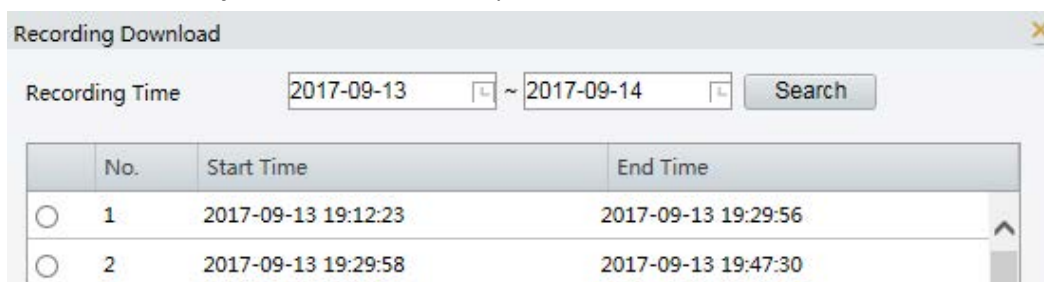 Recording Download
Recording Time 2017-09-13 ~ 2017-09-14 Search
No. Start Time End Time
1 2017-09-13 19:12:23 2017-09-13 19:29:56
2 2017-09-13 19:29:58 2017-09-13 19:47:30